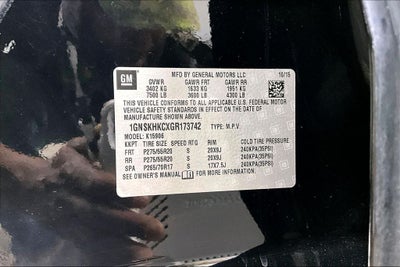 GM MFD BY GENERAL MOTORS LLC 10/15
GVWR GAWR FRT GAWR RR
3402 KG 1633 KG 1951 KG
7500 LB 3600 LB 4300 LB
THIS VEHICLE CONFORMS TO ALL APPLICABLE U.S. FEDERAL MOTOR
VEHICLE SAFETY STANDARDS IN EFFECT ON THE DATE OF
MANUFACTURE SHOWN ABOVE.
1GNSKHKCXGR173742 TYPE: M.P.V.
MODEL: K15906
KKPT TIRE SIZE SPEED RTG RIM COLD TIRE PRESSURE
FRT P275/55R20 S 20X9J 240KPA(35PSI)
RR P275/55R20 S 20X9J 240KPA(35PSI)
SPA P265/70R17 S 17X7.5J 240KPA(35PSI)
SEE OWNER'S MANUAL FOR MORE INFORMATION.